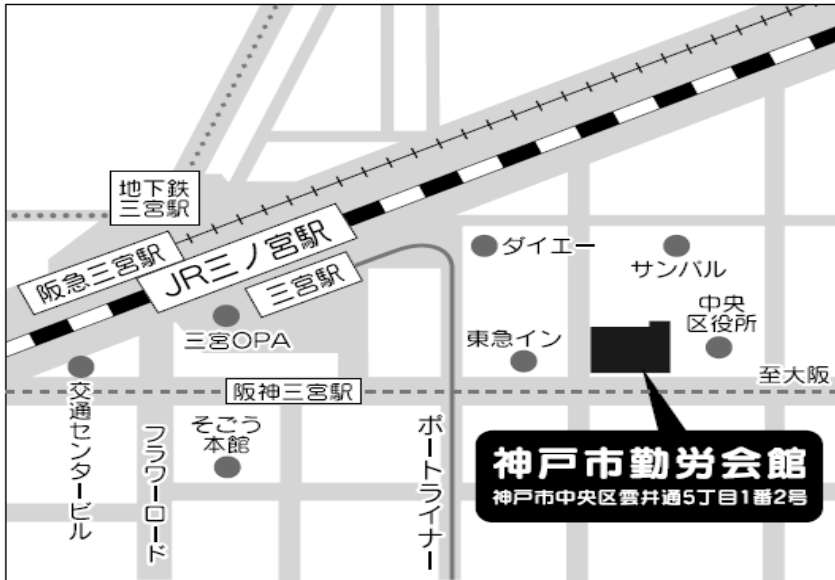 地下鉄
三宮駅
阪急三宮駅
JR三ノ宮駅
三宮駅
ダイエー
サンパル
三宮OPA
東急イン
中央
区役所
至大阪
阪神三宮駅
交通センタービル
フラワーロード
そごう
本館
ポートライナー
神戸市勤労会館
神戸市中央区雲井通5丁目1番2号